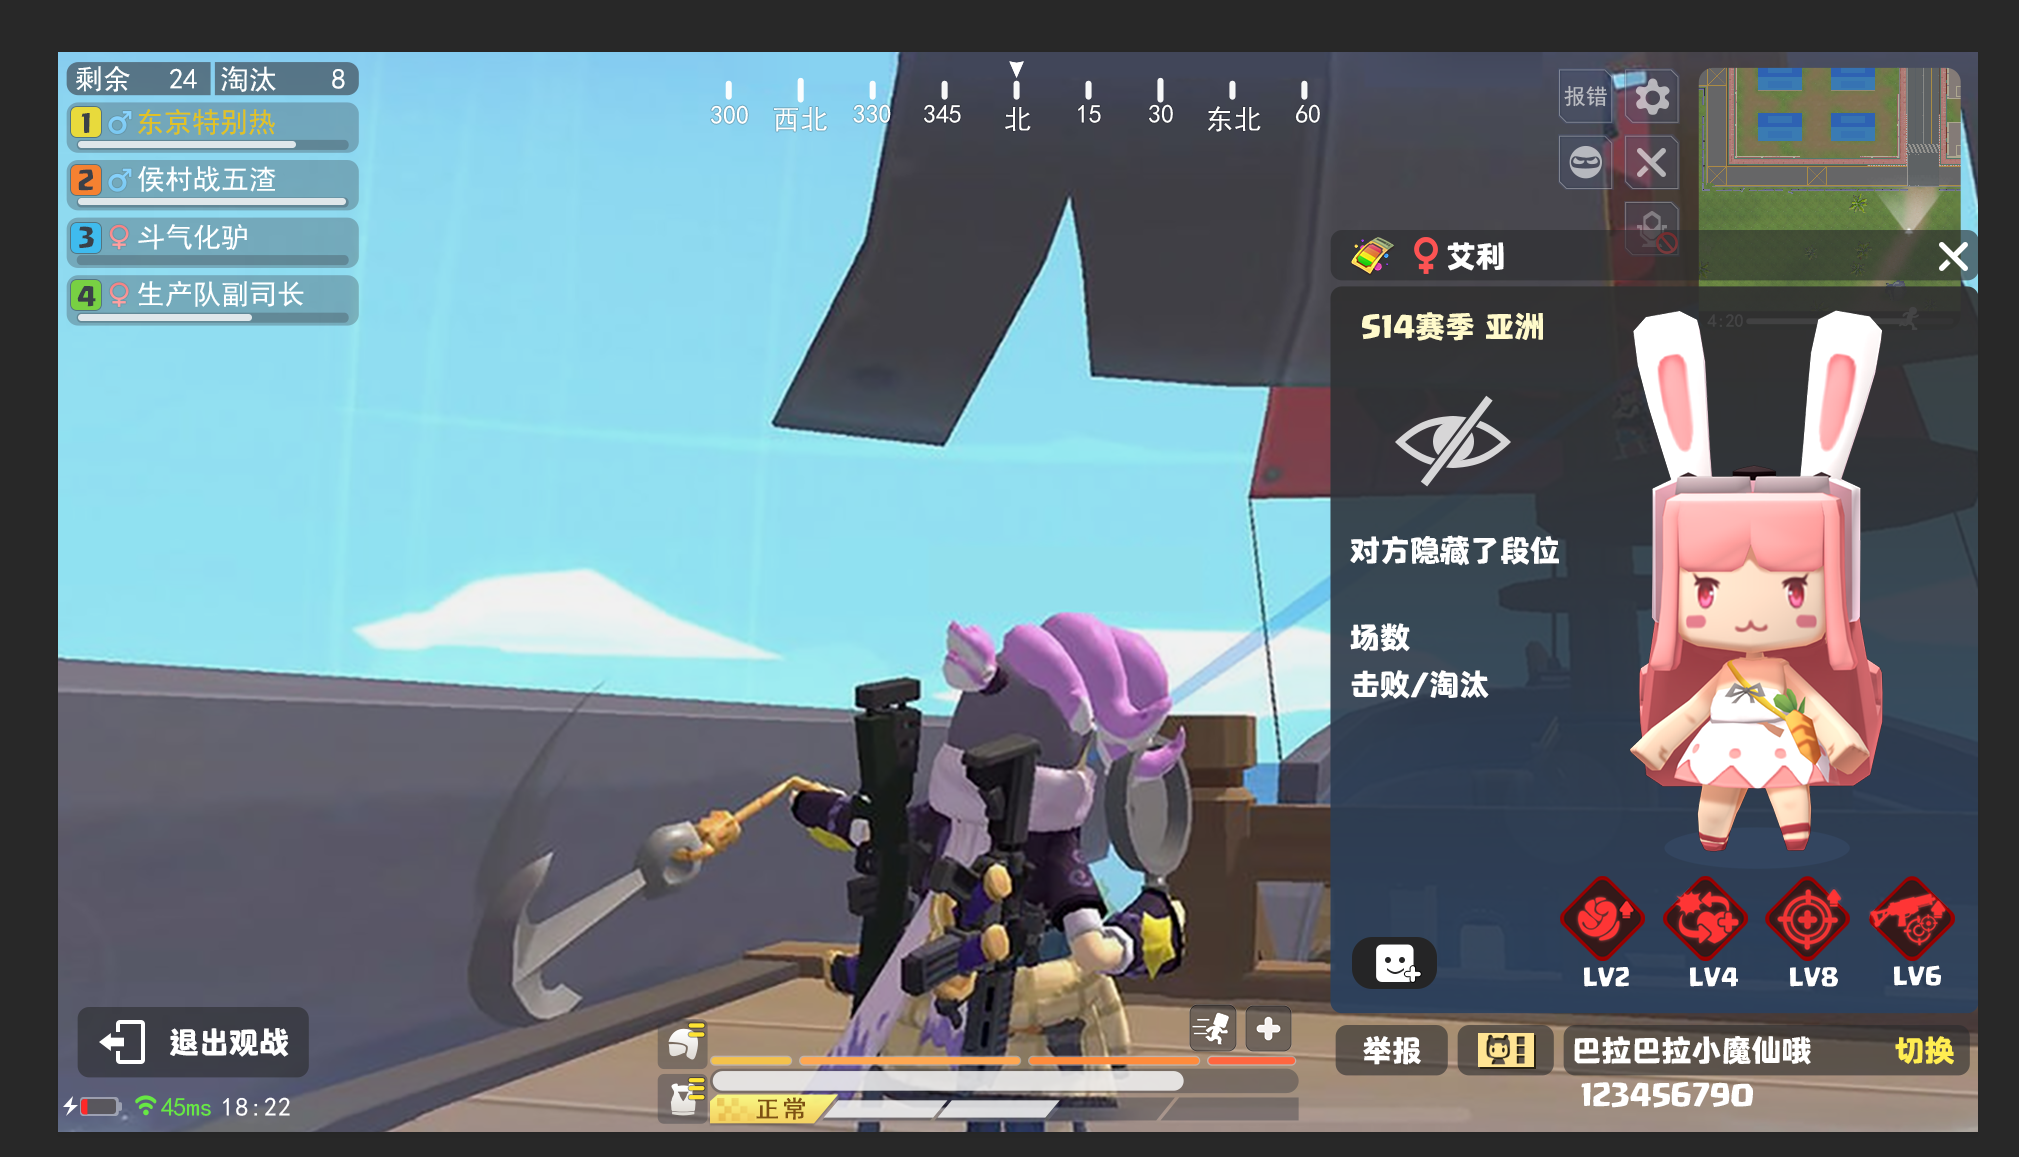 剩余 24 淘汰 8
1 东京特别热
2 侯村战五渣
3 斗气化驴
4 生产队副司长
300 西北 330 345 北 15 30 东北 60
报错
艾利
S14赛季 亚洲
4:20
对方隐藏了段位
场数
击败/淘汰
LV2 LV4 LV8 LV6
退出观战
45ms 18:22
正常
举报
巴拉巴拉小魔仙哦 切换
123456790